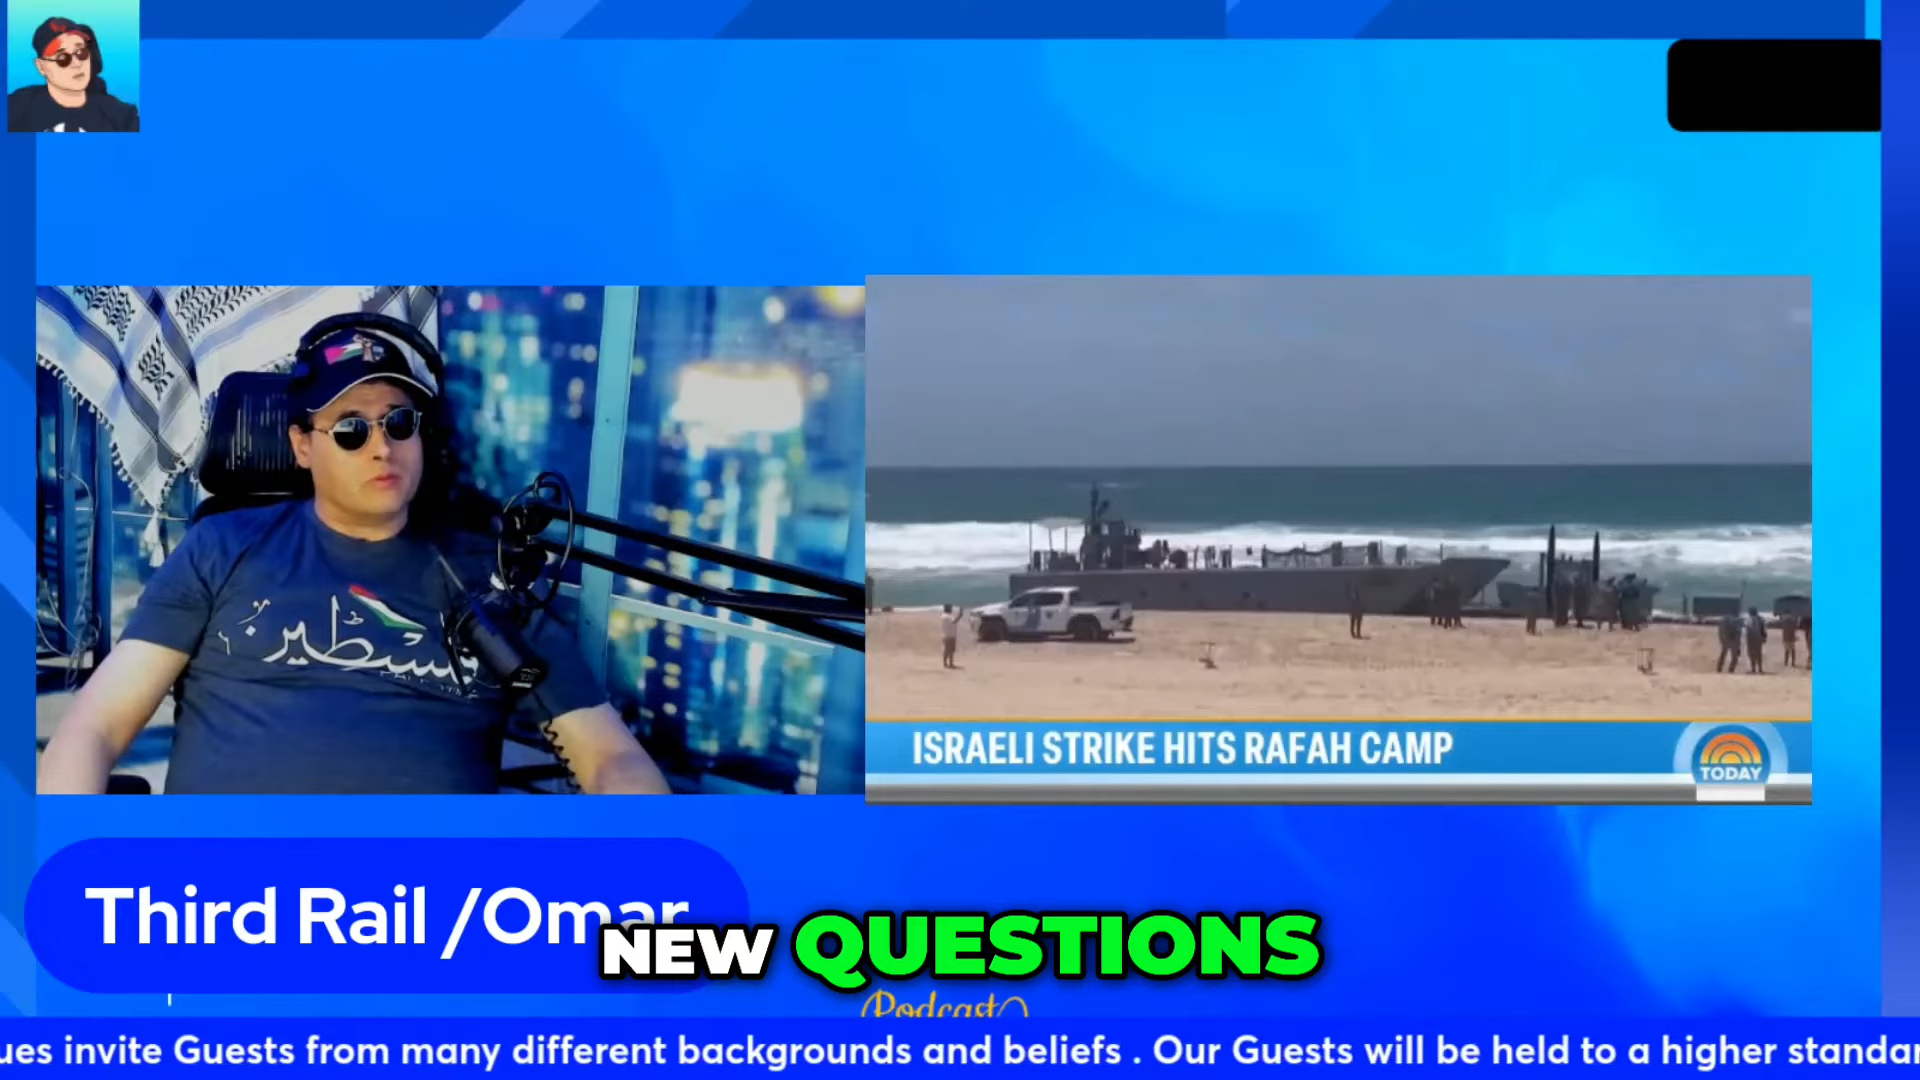 فلسطين
ISRAELI STRIKE HITS RAFAH CAMP
TODAY
Third Rail /Omar
NEW QUESTIONS
Podcast
ues invite Guests from many different backgrounds and beliefs . Our Guests will be held to a higher standar